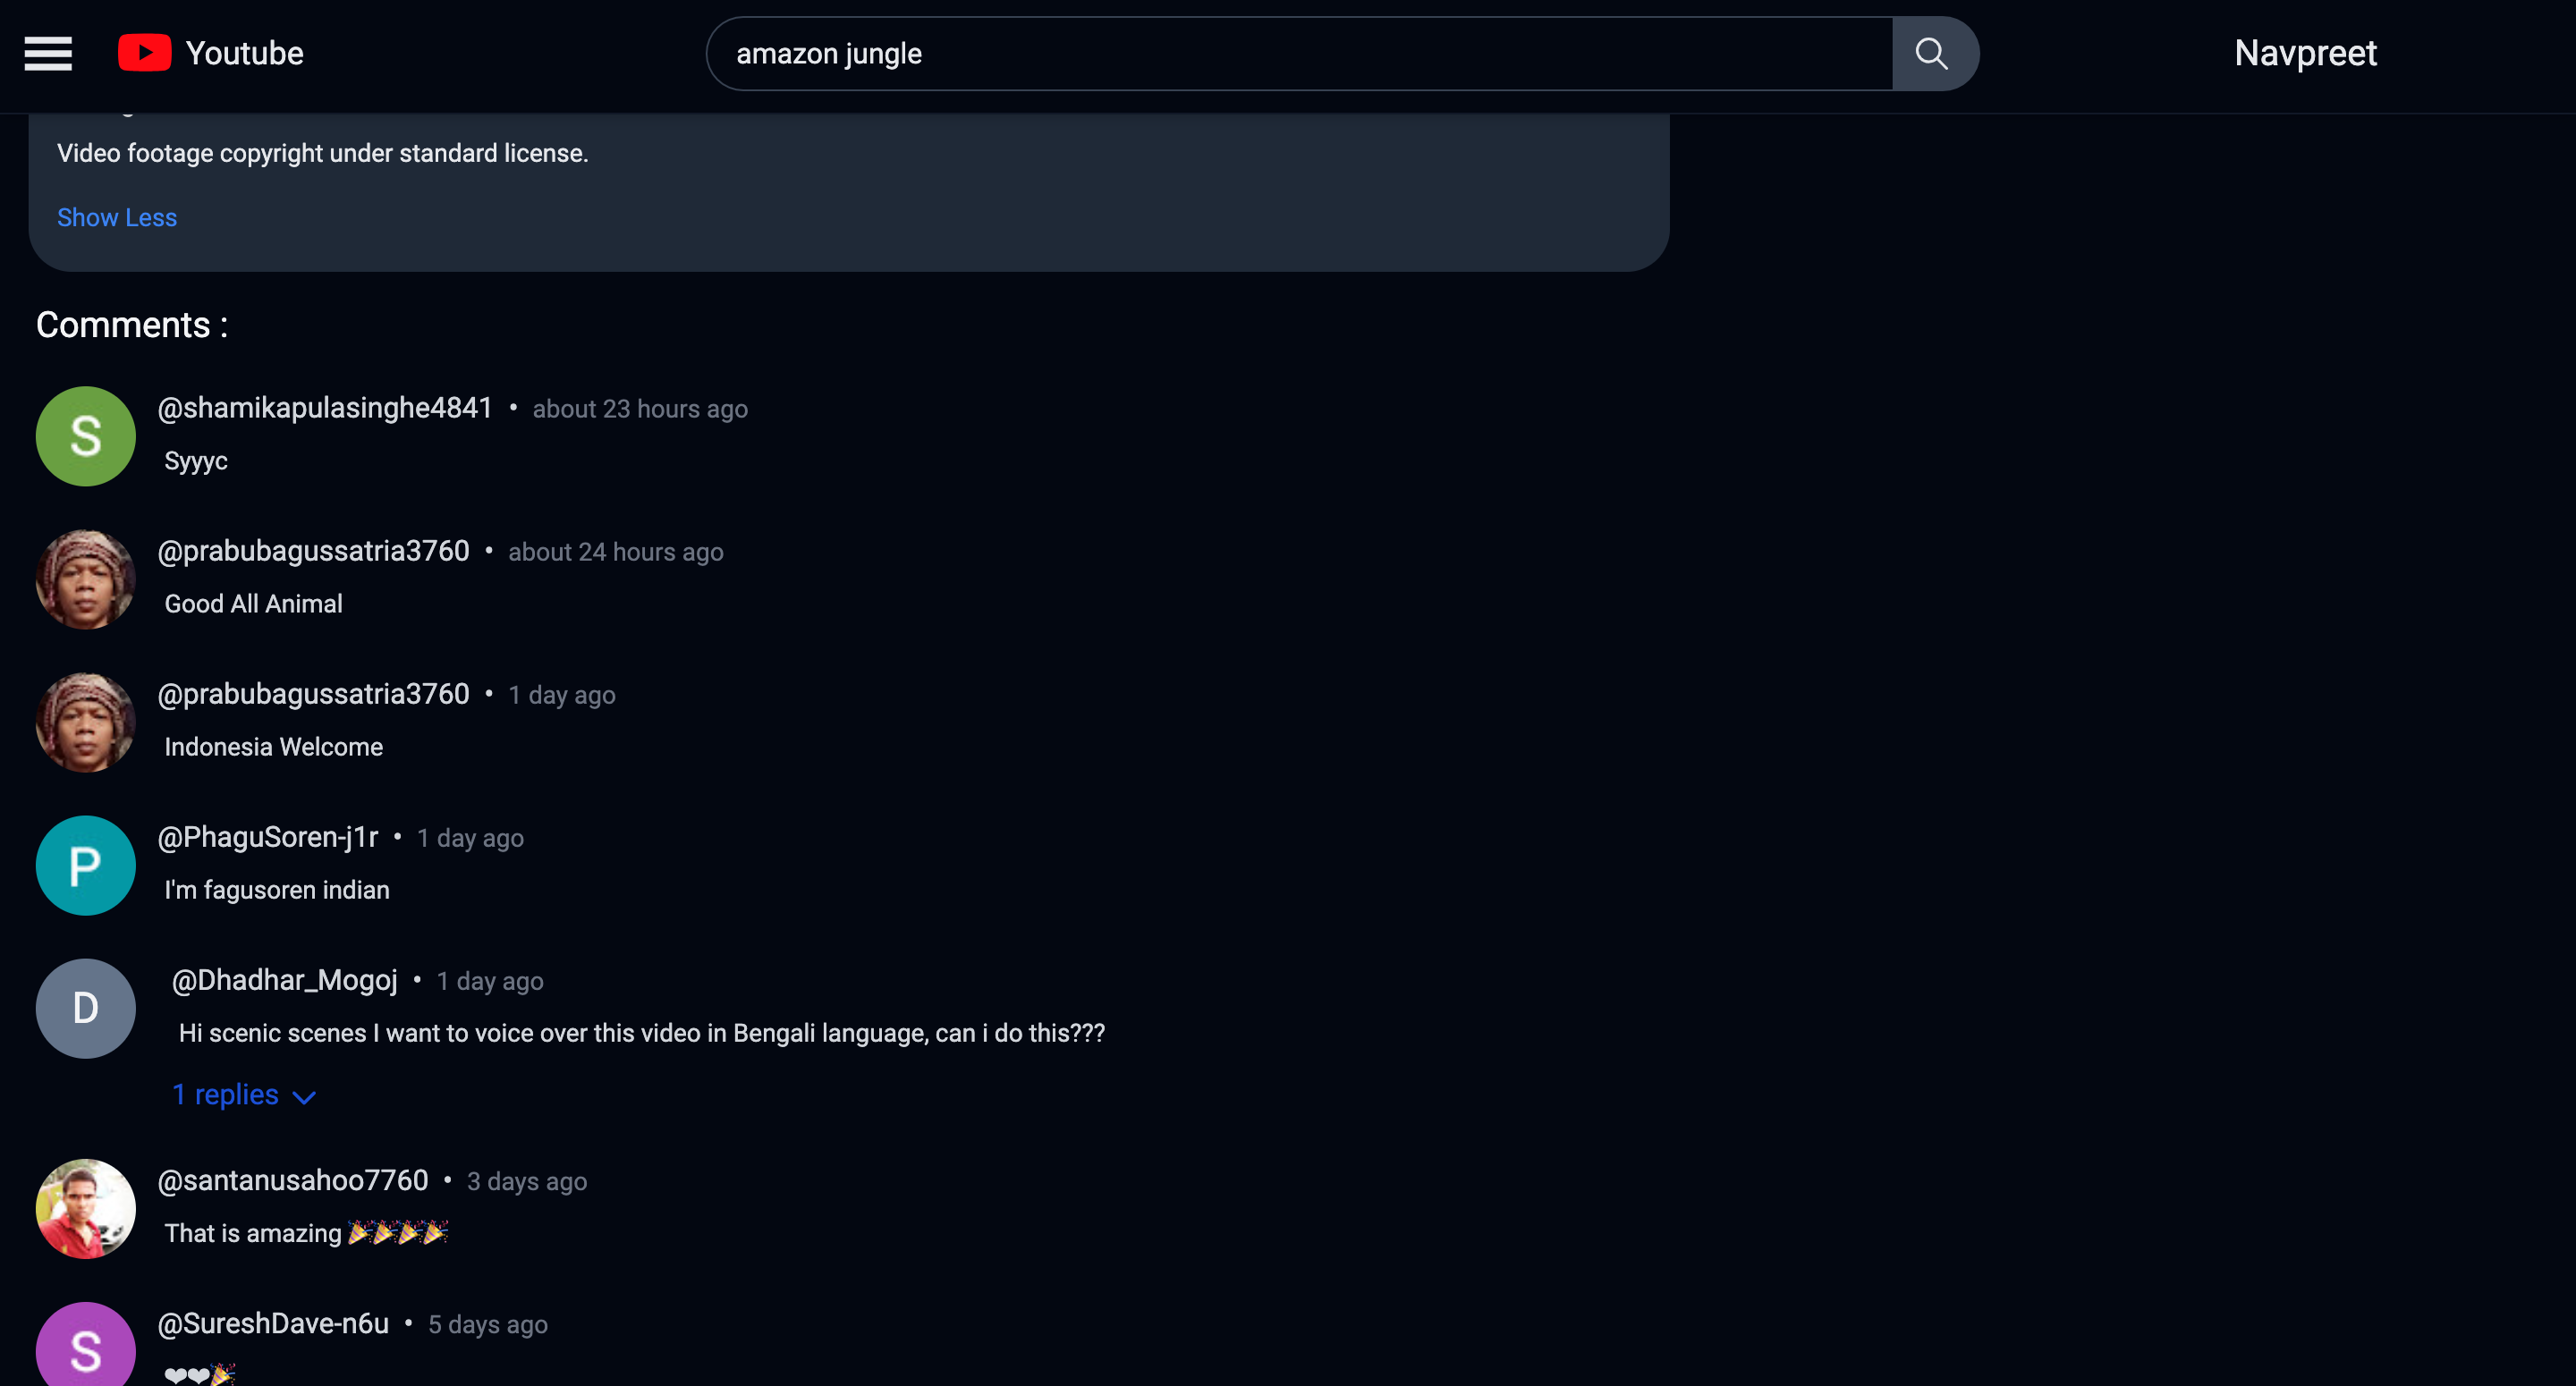 Youtube
amazon jungle
Navpreet
Video footage copyright under standard license.
Show Less
Comments :
S
@shamikapulasinghe4841 • about 23 hours ago
Syyyc
@prabubagussatria3760 • about 24 hours ago
Good All Animal
@prabubagussatria3760 • 1 day ago
Indonesia Welcome
P
@PhaguSoren-j1r • 1 day ago
I'm fagusoren indian
D
@Dhadhar_Mogoj • 1 day ago
Hi scenic scenes I want to voice over this video in Bengali language, can i do this???
1 replies
@santanusahoo7760 • 3 days ago
That is amazing 🎉🎉🎉🎉
S
@SureshDave-n6u • 5 days ago
❤❤🎉